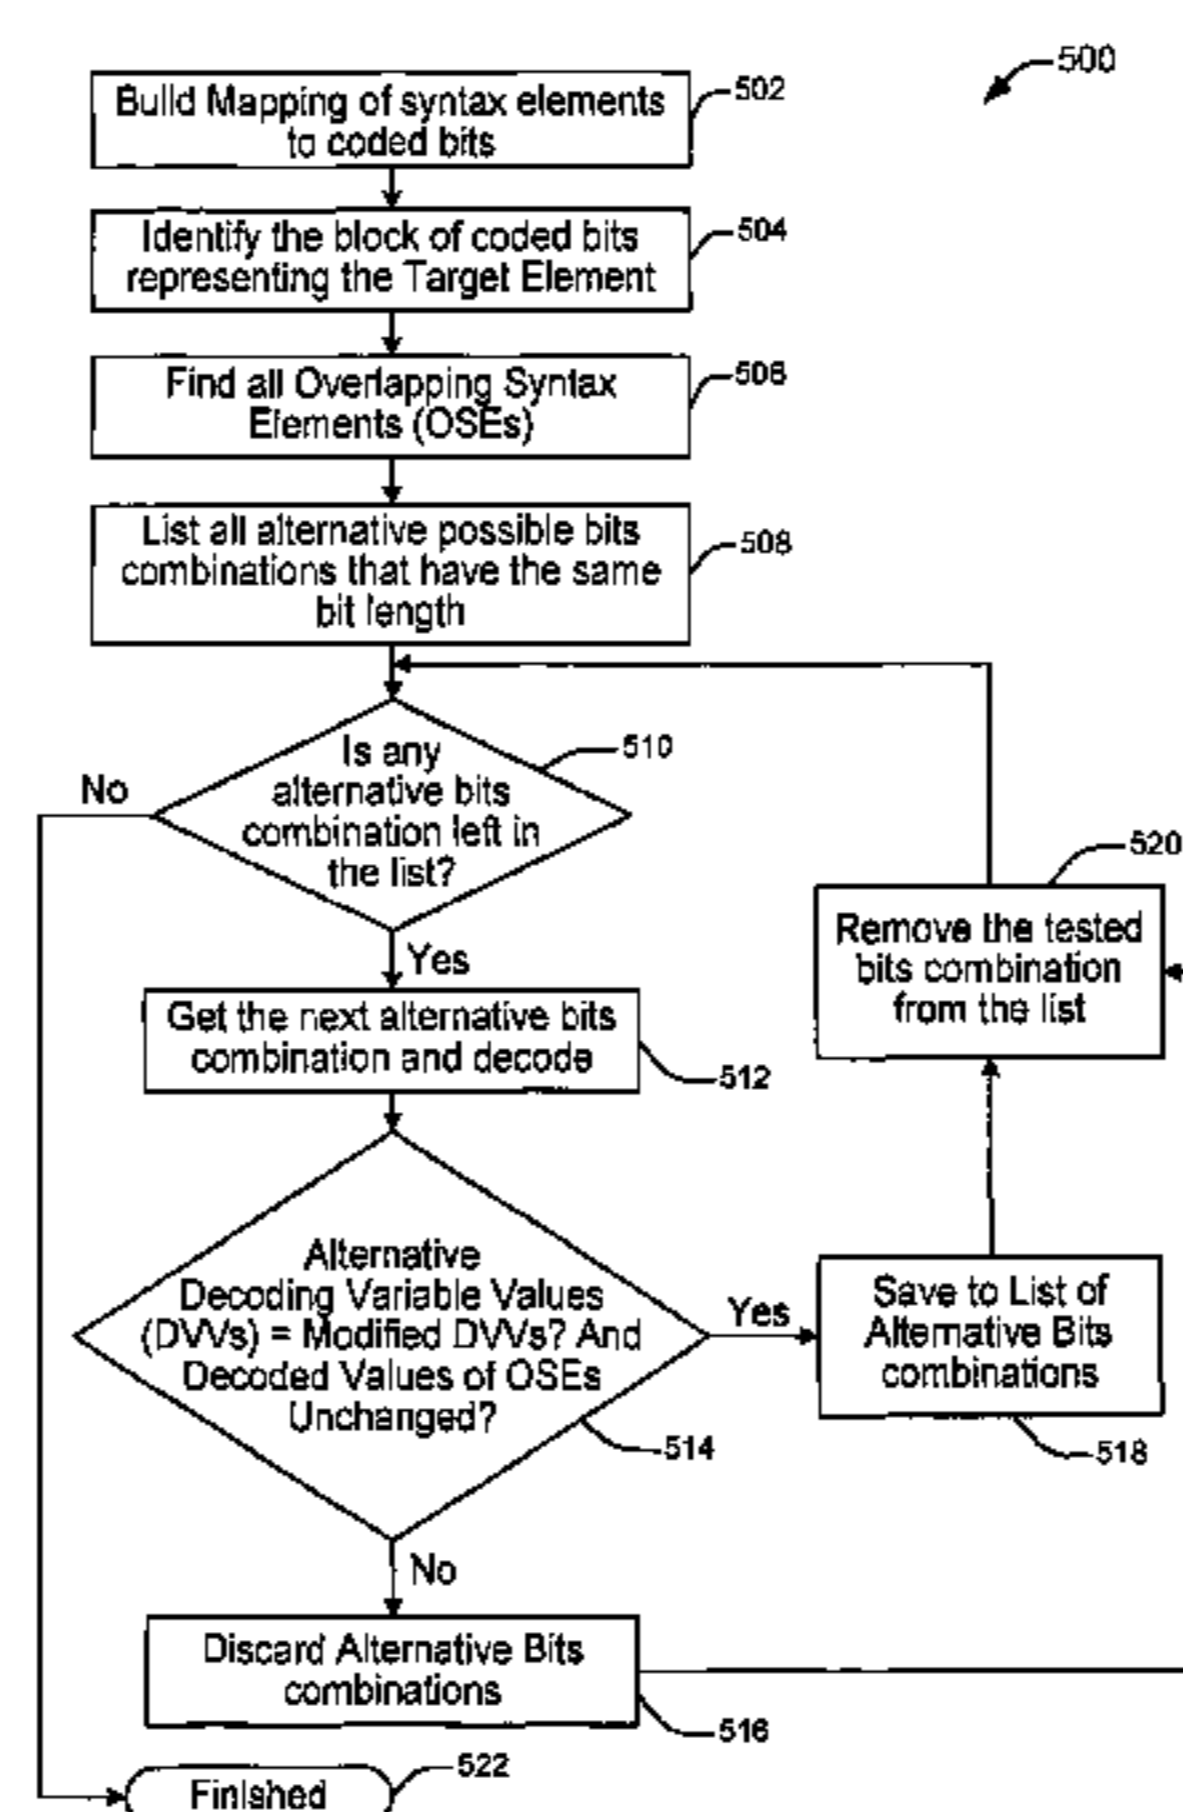 500
Build Mapping of syntax elements
to coded bits
502
Identify the block of coded bits
representing the Target Element
504
Find all Overlapping Syntax
Elements (OSEs)
506
List all alternative possible bits
combinations that have the same
bit length
508
Is any
alternative bits
combination left in
the list?
510
No
Yes
Get the next alternative bits
combination and decode
512
Alternative
Decoding Variable Values
(DVVs) = Modified DVVs? And
Decoded Values of OSEs
Unchanged?
514
Yes
No
Save to List of
Alternative Bits
combinations
518
Remove the tested
bits combination
from the list
520
Discard Alternative Bits
combinations
516
Finished
522